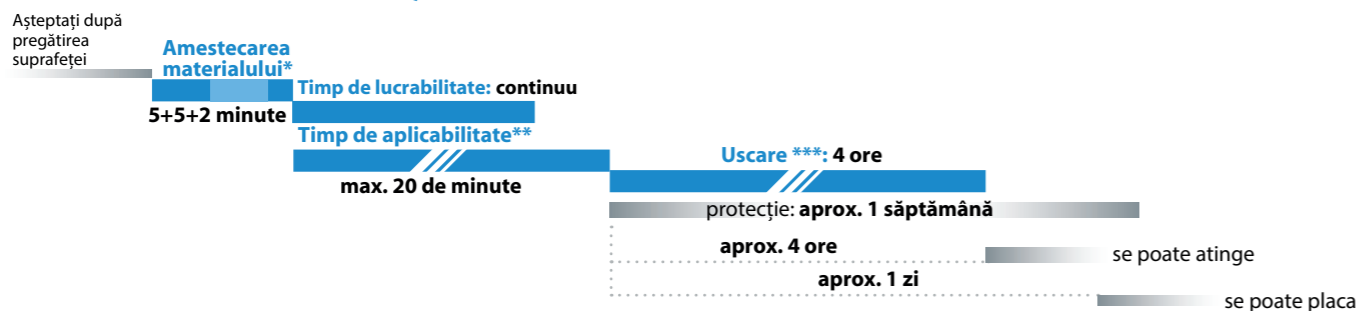 Așteptați după
pregătirea
suprafeței
Amestecarea
materialului*
5+5+2 minute
Timp de lucrabilitate: continuu
Timp de aplicabilitate**
max. 20 de minute
Uscare ***: 4 ore
protecție: aprox. 1 săptămână
aprox. 4 ore
se poate atinge
aprox. 1 zi
se poate placa